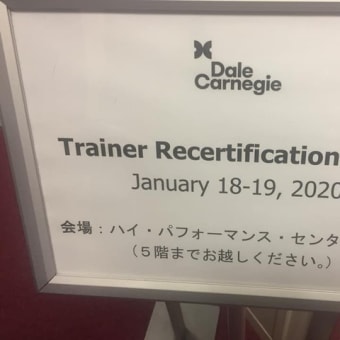 Dale
Carnegie
Trainer Recertification
January 18-19, 2020
会場：ハイ・パフォーマンス・センタ
（５階までお越しください。）